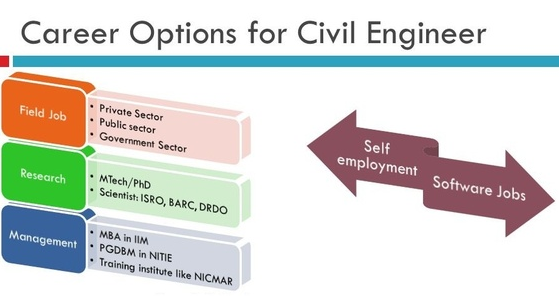 Career Options for Civil Engineer
Field Job
• Private Sector
• Public sector
• Government Sector
Research
• MTech/PhD
• Scientist: ISRO, BARC, DRDO
Management
• MBA in IIM
• PGDBM in NITIE
• Training institute like NICMAR
Self
employment
Software Jobs